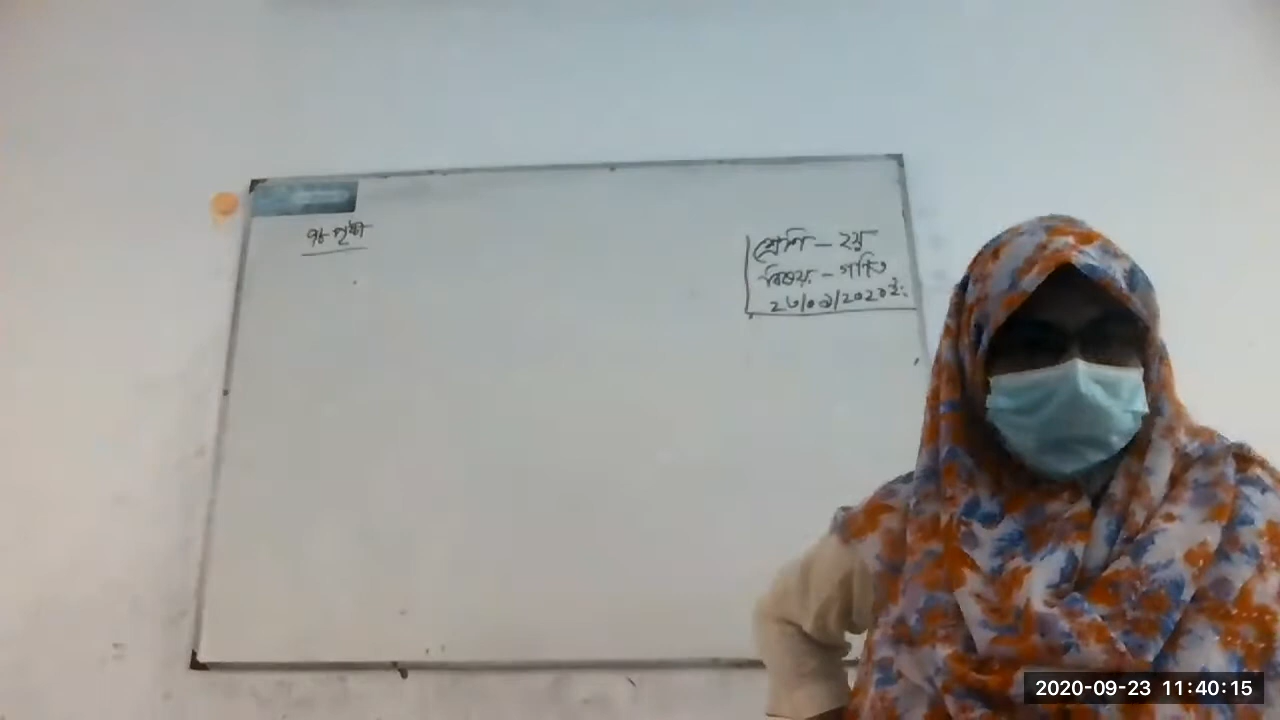 ৭৮ পৃষ্ঠা
শ্রেণি - ২য়
বিষয়: - গণিত
২৩/০৯/২০২০ইং
2020-09-23 11:40:15